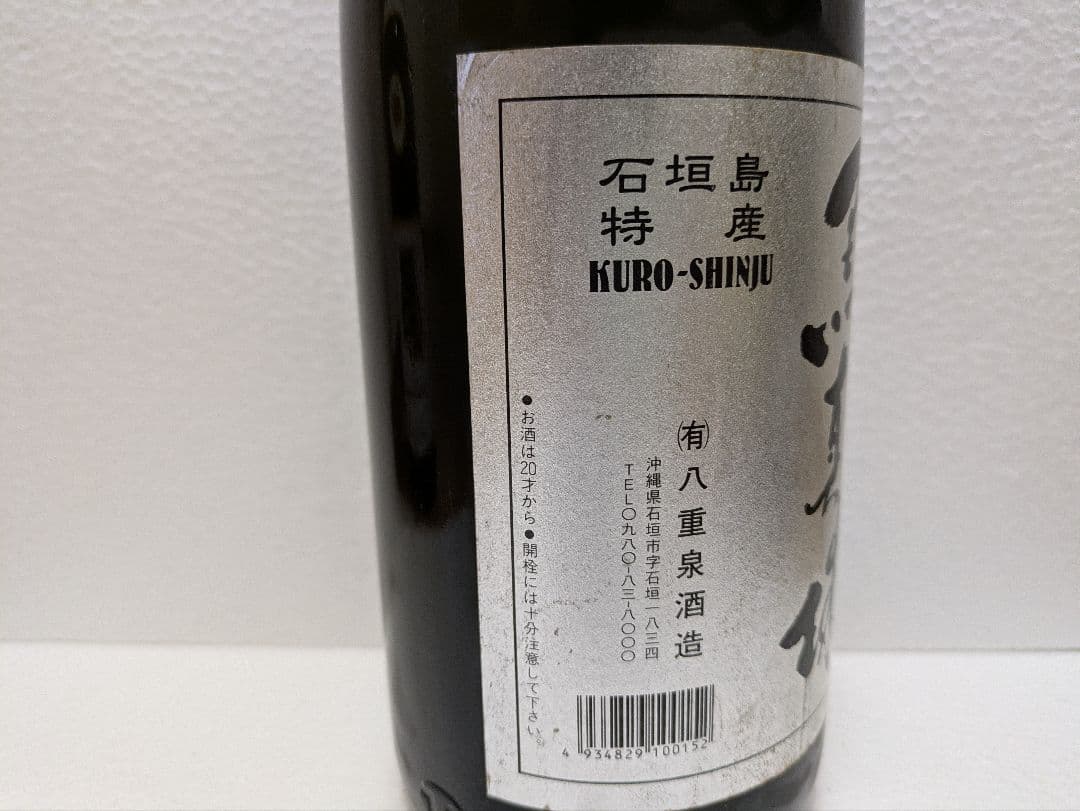 石垣島
特産
KURO-SHINJU
㈲八重泉酒造
沖縄県石垣市字石垣一八三四
TEL〇九八〇-八三-八〇〇〇
●お酒は20才から●開栓には十分注意して下さい。
4 934829 100152